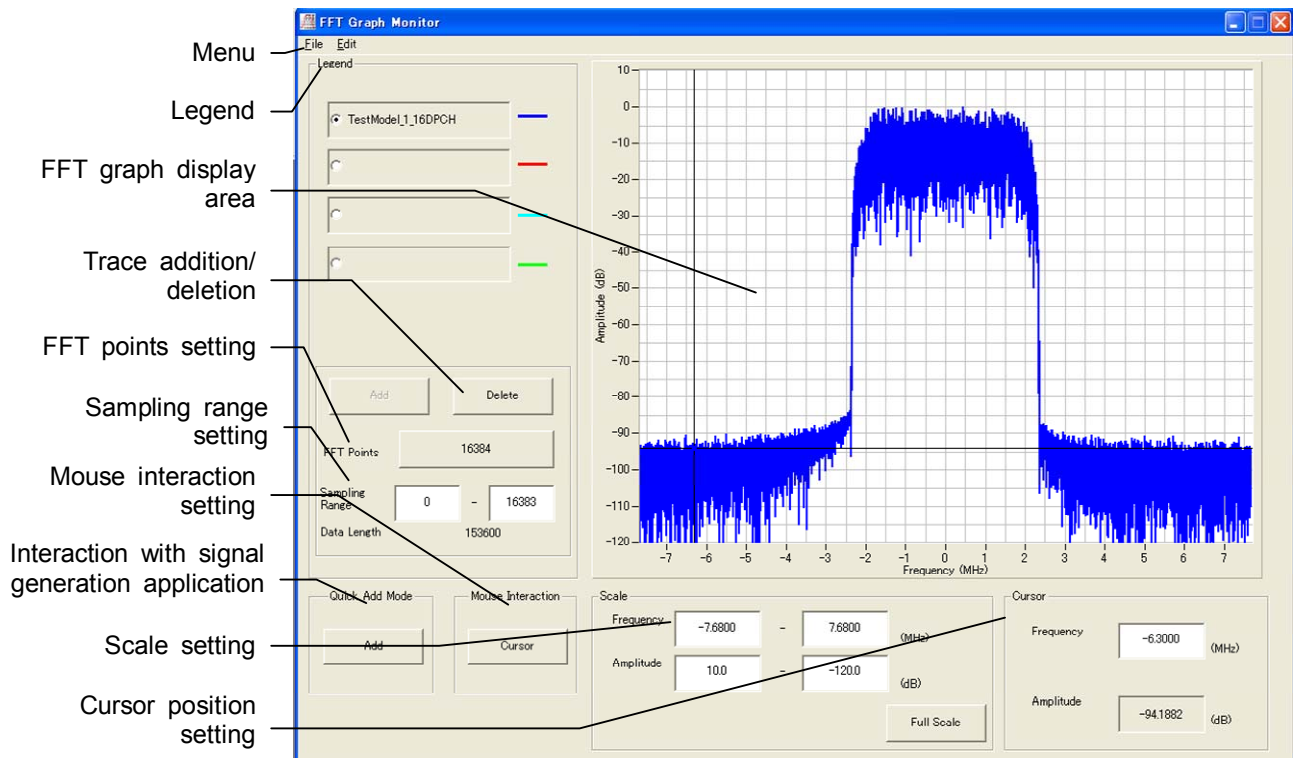 FFT Graph Monitor
File Edit
Menu
Legend
FFT graph display
area
Trace addition/
deletion
FFT points setting
Sampling range
setting
Mouse interaction
setting
Interaction with signal
generation application
Scale setting
Cursor position
setting
Legend
TestModel_1_16DPCH
Add
Delete
FFT Points
16384
Sampling
Range
0 - 16383
Data Length 153600
Quick Add Mode
Add
Mouse Interaction
Cursor
Amplitude (dB)
10
0
-10
-20
-30
-40
-50
-60
-70
-80
-90
-100
-110
-120
-7 -6 -5 -4 -3 -2 -1 0 1 2 3 4 5 6 7
Frequency (MHz)
Scale
Frequency -7.6800 - 7.6800 (MHz)
Amplitude 10.0 - -120.0 (dB)
Full Scale
Cursor
Frequency -6.3000 (MHz)
Amplitude -94.1882 (dB)